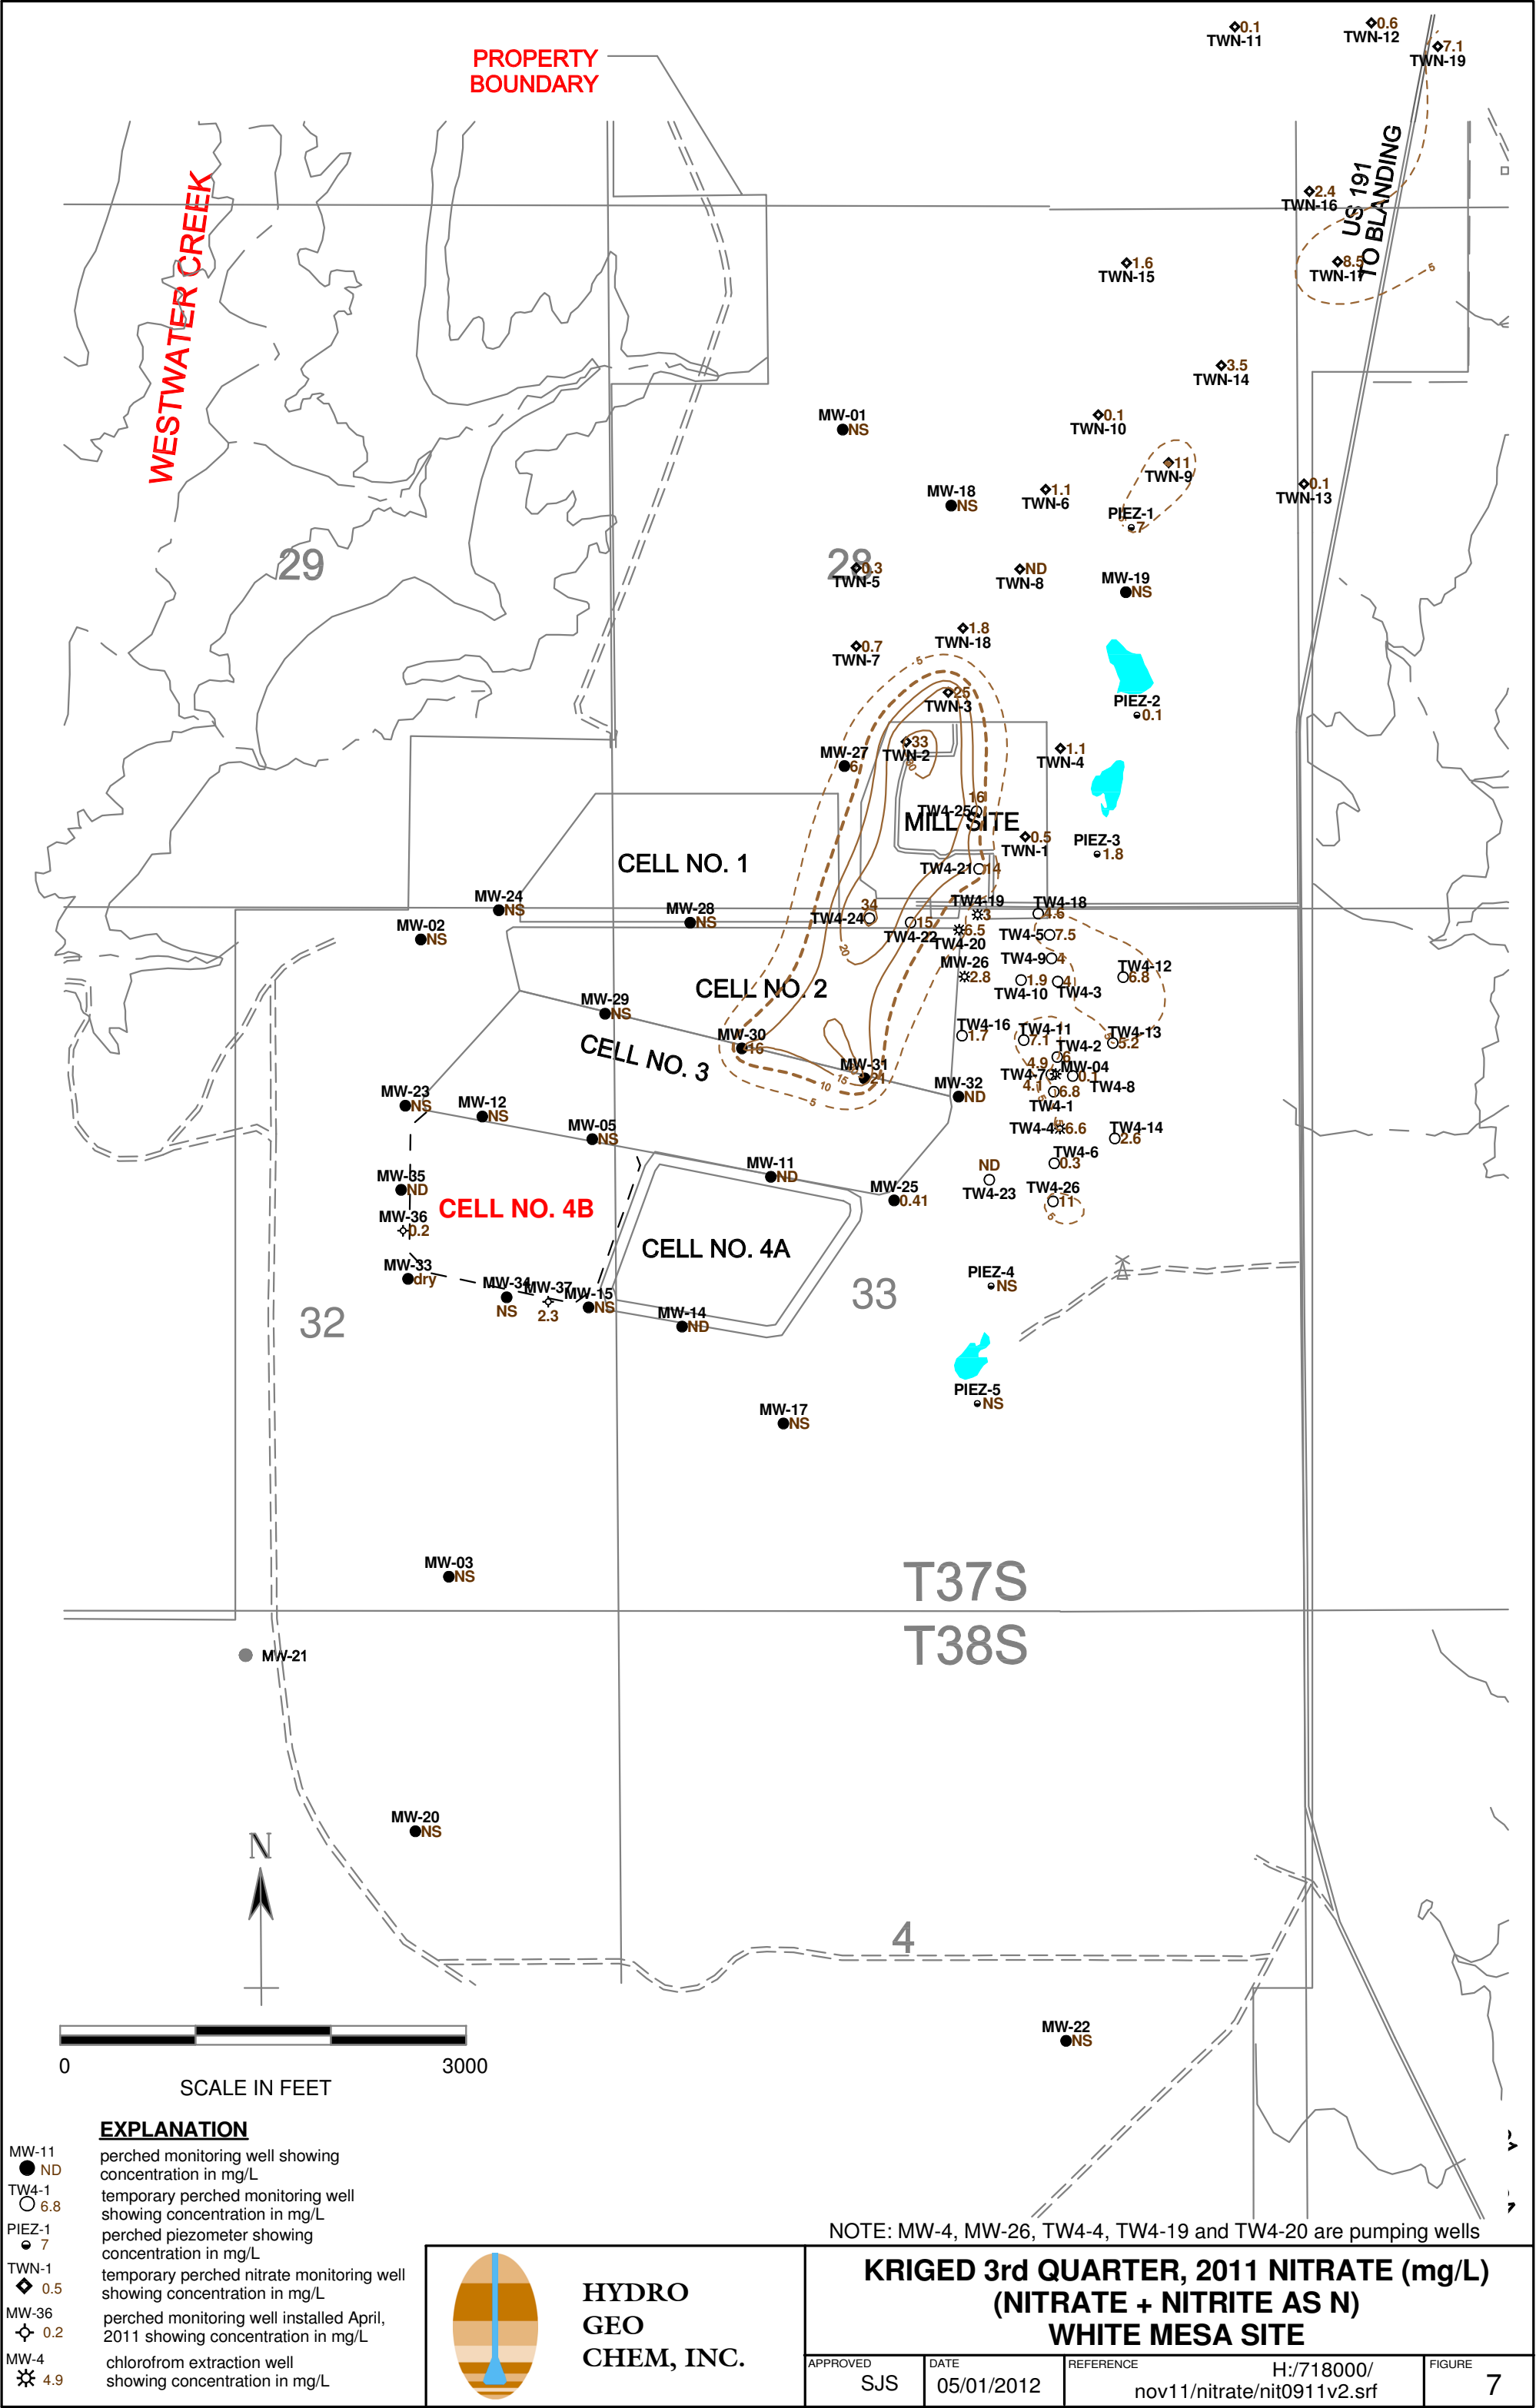 0.1
TWN-11
0.6
TWN-12
7.1
TWN-19
PROPERTY
BOUNDARY
WESTWATER CREEK
US 191
TO BLANDING
2.4
TWN-16
8.5
TWN-17
5
1.6
TWN-15
3.5
TWN-14
MW-01
NS
0.1
TWN-10
11
TWN-9
MW-18
NS
1.1
TWN-6
0.1
TWN-13
PIEZ-1
7
29
28
0.3
TWN-5
ND
TWN-8
MW-19
NS
1.8
TWN-18
0.7
TWN-7
5
25
TWN-3
PIEZ-2
0.1
33
TWN-2
30
MW-27
6
1.1
TWN-4
16
TW4-25
MILL SITE
0.5
TWN-1
PIEZ-3
1.8
CELL NO. 1
TW4-21
14
MW-24
NS
MW-28
NS
34
TW4-24
15
TW4-22
TW4-19
3
6.5
TW4-20
TW4-18
4.6
TW4-5
7.5
MW-02
NS
20
TW4-9
4
MW-26
2.8
1.9
TW4-10
4
TW4-3
TW4-12
6.8
CELL NO. 2
MW-29
NS
MW-30
16
CELL NO. 3
TW4-16
1.7
TW4-11
7.1
TW4-2
6
TW4-13
5.2
MW-31
21
15
10
5
4.9
MW-04
TW4-7
4.1
0.1
TW4-8
MW-32
ND
6.8
TW4-1
MW-23
NS
MW-12
NS
MW-05
NS
TW4-4
6.6
TW4-14
2.6
TW4-6
0.3
MW-11
ND
ND
TW4-23
MW-35
ND
MW-25
0.41
TW4-26
11
5
CELL NO. 4B
MW-36
0.2
CELL NO. 4A
MW-33
dry
MW-34
NS
MW-37
2.3
MW-15
NS
MW-14
ND
PIEZ-4
NS
33
32
PIEZ-5
NS
MW-17
NS
MW-03
NS
T37S
T38S
MW-21
MW-20
NS
N
4
MW-22
NS
0
3000
SCALE IN FEET
EXPLANATION
MW-11
ND
perched monitoring well showing
concentration in mg/L
TW4-1
6.8
temporary perched monitoring well
showing concentration in mg/L
PIEZ-1
7
perched piezometer showing
concentration in mg/L
TWN-1
0.5
temporary perched nitrate monitoring well
showing concentration in mg/L
MW-36
0.2
perched monitoring well installed April,
2011 showing concentration in mg/L
MW-4
4.9
chlorofrom extraction well
showing concentration in mg/L
NOTE: MW-4, MW-26, TW4-4, TW4-19 and TW4-20 are pumping wells
HYDRO
GEO
CHEM, INC.
KRIGED 3rd QUARTER, 2011 NITRATE (mg/L)
(NITRATE + NITRITE AS N)
WHITE MESA SITE
APPROVED
SJS
DATE
05/01/2012
REFERENCE
H:/718000/
nov11/nitrate/nit0911v2.srf
FIGURE
7